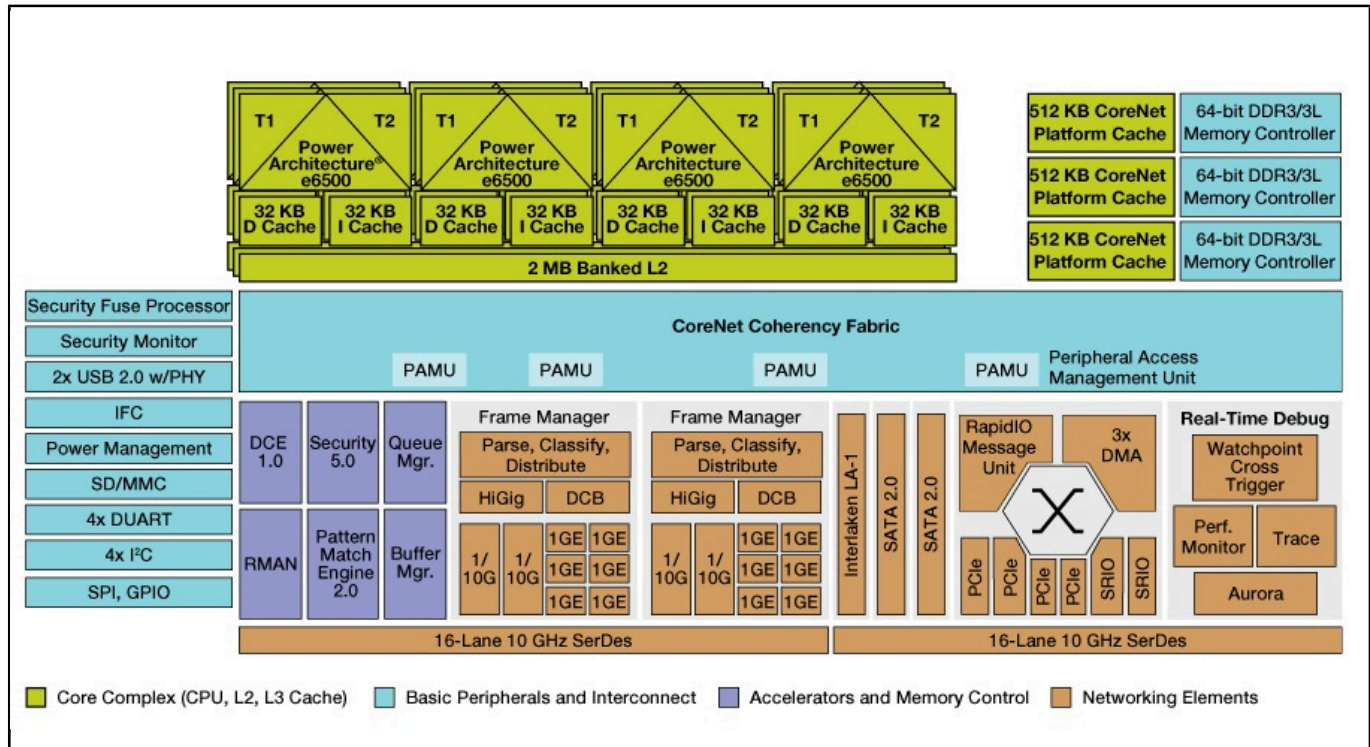 T1
T2
Power
Architecture®
e6500
T1
T2
Power
Architecture
e6500
T1
T2
Power
Architecture
e6500
T1
T2
Power
Architecture
e6500
32 KB
D Cache
32 KB
I Cache
32 KB
D Cache
32 KB
I Cache
32 KB
D Cache
32 KB
I Cache
32 KB
D Cache
32 KB
I Cache
2 MB Banked L2
512 KB CoreNet
Platform Cache
64-bit DDR3/3L
Memory Controller
512 KB CoreNet
Platform Cache
64-bit DDR3/3L
Memory Controller
512 KB CoreNet
Platform Cache
64-bit DDR3/3L
Memory Controller
Security Fuse Processor
Security Monitor
2x USB 2.0 w/PHY
IFC
Power Management
SD/MMC
4x DUART
4x I²C
SPI, GPIO
CoreNet Coherency Fabric
PAMU
PAMU
PAMU
PAMU
Peripheral Access
Management Unit
DCE
1.0
Security
5.0
Queue
Mgr.
RMAN
Pattern
Match
Engine
2.0
Buffer
Mgr.
Frame Manager
Parse, Classify,
Distribute
HiGig
DCB
1/
10G
1/
10G
1GE
1GE
1GE
1GE
1GE
1GE
Frame Manager
Parse, Classify,
Distribute
HiGig
DCB
1/
10G
1/
10G
1GE
1GE
1GE
1GE
1GE
1GE
Interlaken LA-1
SATA 2.0
SATA 2.0
RapidIO
Message
Unit
3x
DMA
PCIe
PCIe
PCIe
PCIe
SRIO
SRIO
Real-Time Debug
Watchpoint
Cross
Trigger
Perf.
Monitor
Trace
Aurora
16-Lane 10 GHz SerDes
16-Lane 10 GHz SerDes
Core Complex (CPU, L2, L3 Cache)
Basic Peripherals and Interconnect
Accelerators and Memory Control
Networking Elements